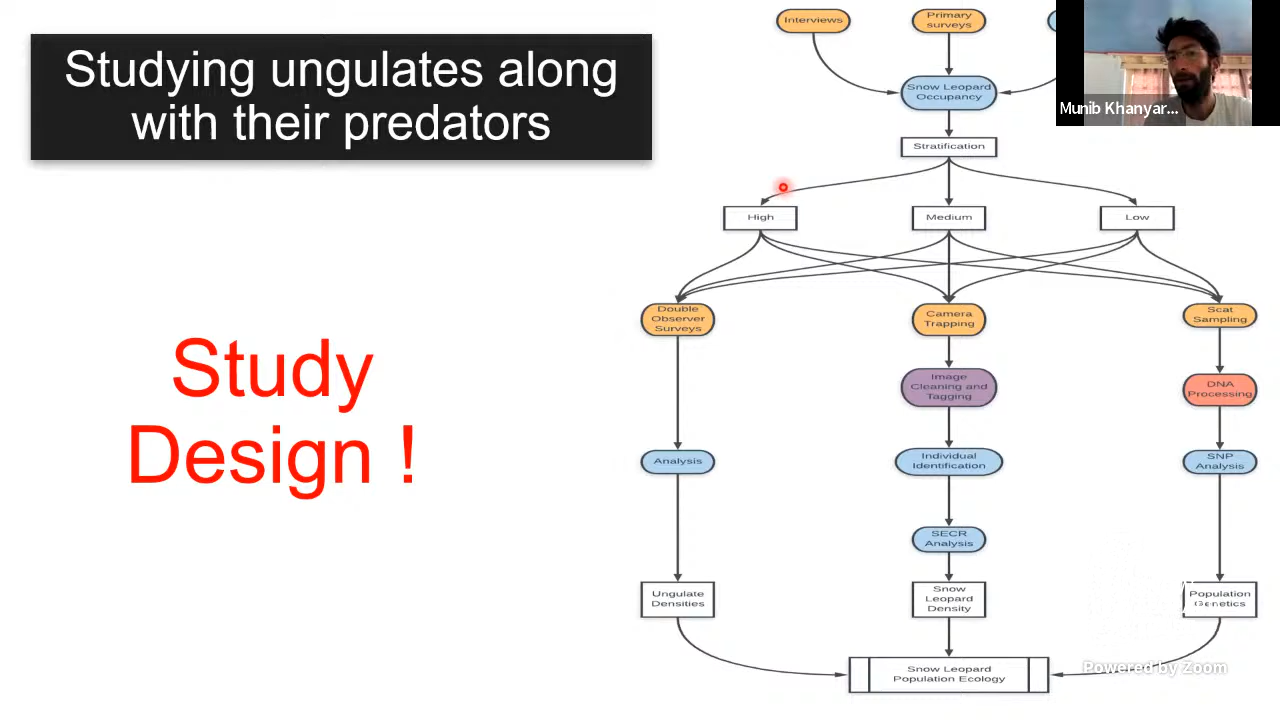 Studying ungulates along
with their predators
Study
Design !
Interviews
Primary
surveys
Munib Khanyar...
Snow Leopard
Occupancy
Stratification
High
Medium
Low
Double
Observer
Surveys
Camera
Trapping
Scat
Sampling
Image
Cleaning and
Tagging
DNA
Processing
Analysis
Individual
Identification
SNP
Analysis
SECR
Analysis
Ungulate
Densities
Snow
Leopard
Density
Population
Genetics
Snow Leopard
Population Ecology
Powered by Zoom